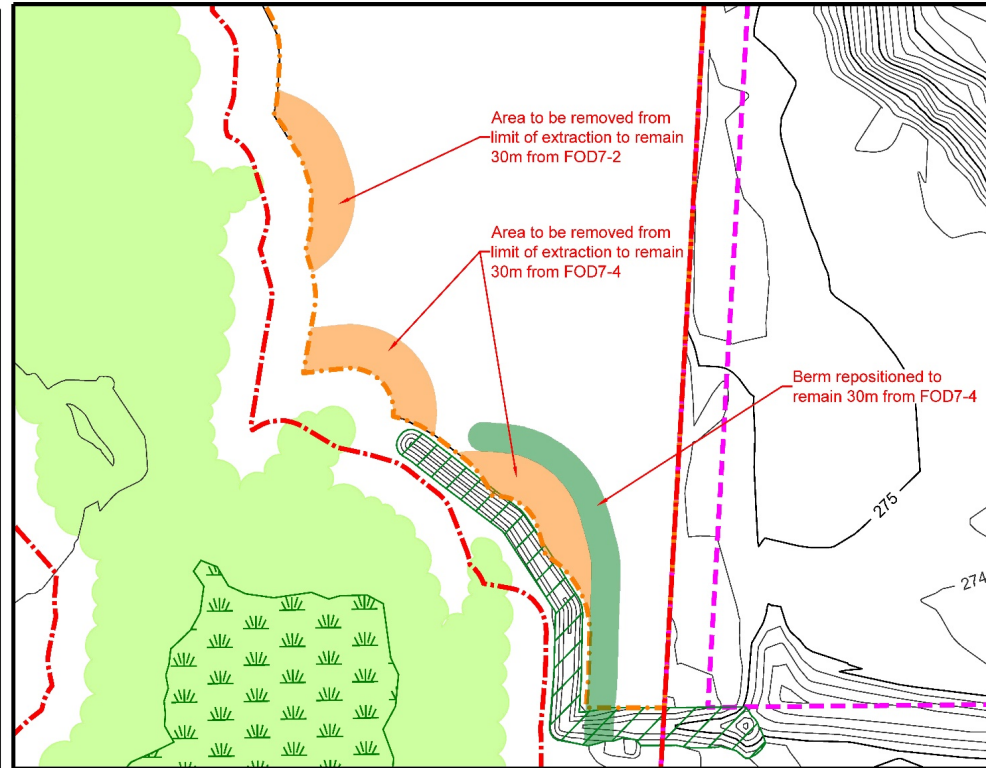 Area to be removed from
limit of extraction to remain
30m from FOD7-2
Area to be removed from
limit of extraction to remain
30m from FOD7-4
Berm repositioned to
remain 30m from FOD7-4
275
274